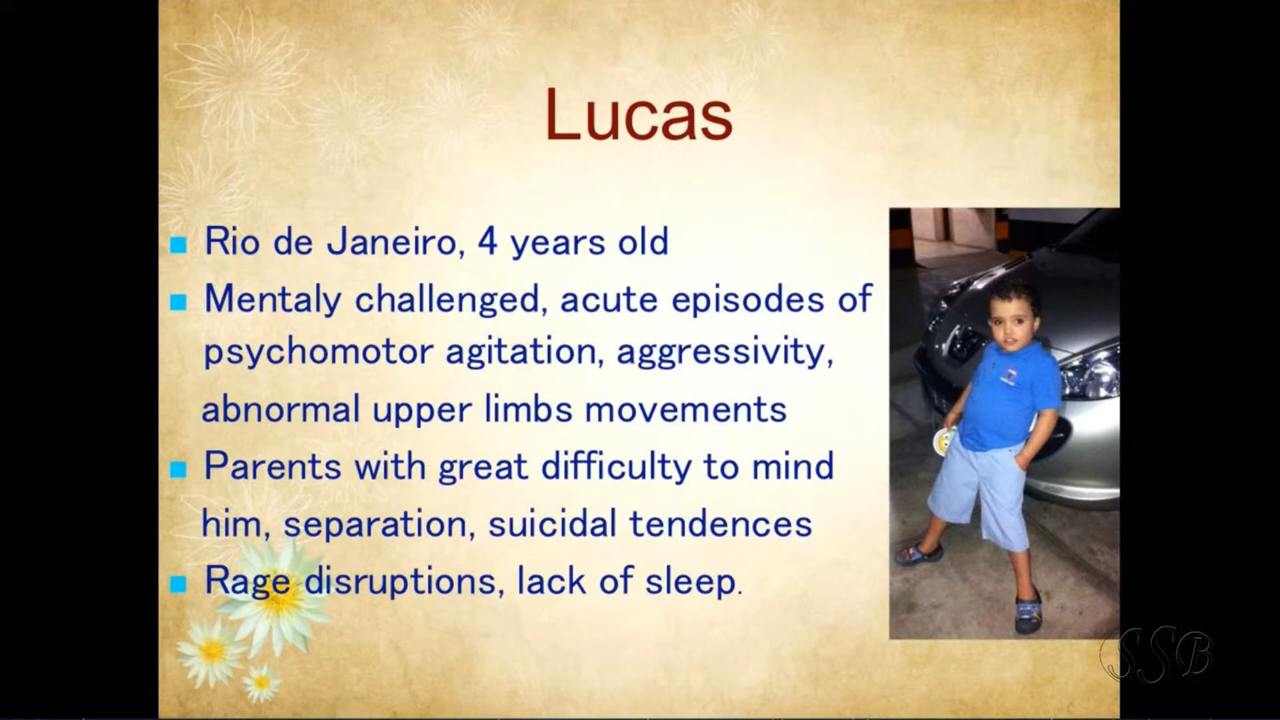 Lucas
Rio de Janeiro, 4 years old
Mentaly challenged, acute episodes of
psychomotor agitation, aggressivity,
abnormal upper limbs movements
Parents with great difficulty to mind
him, separation, suicidal tendences
Rage disruptions, lack of sleep.
SSB